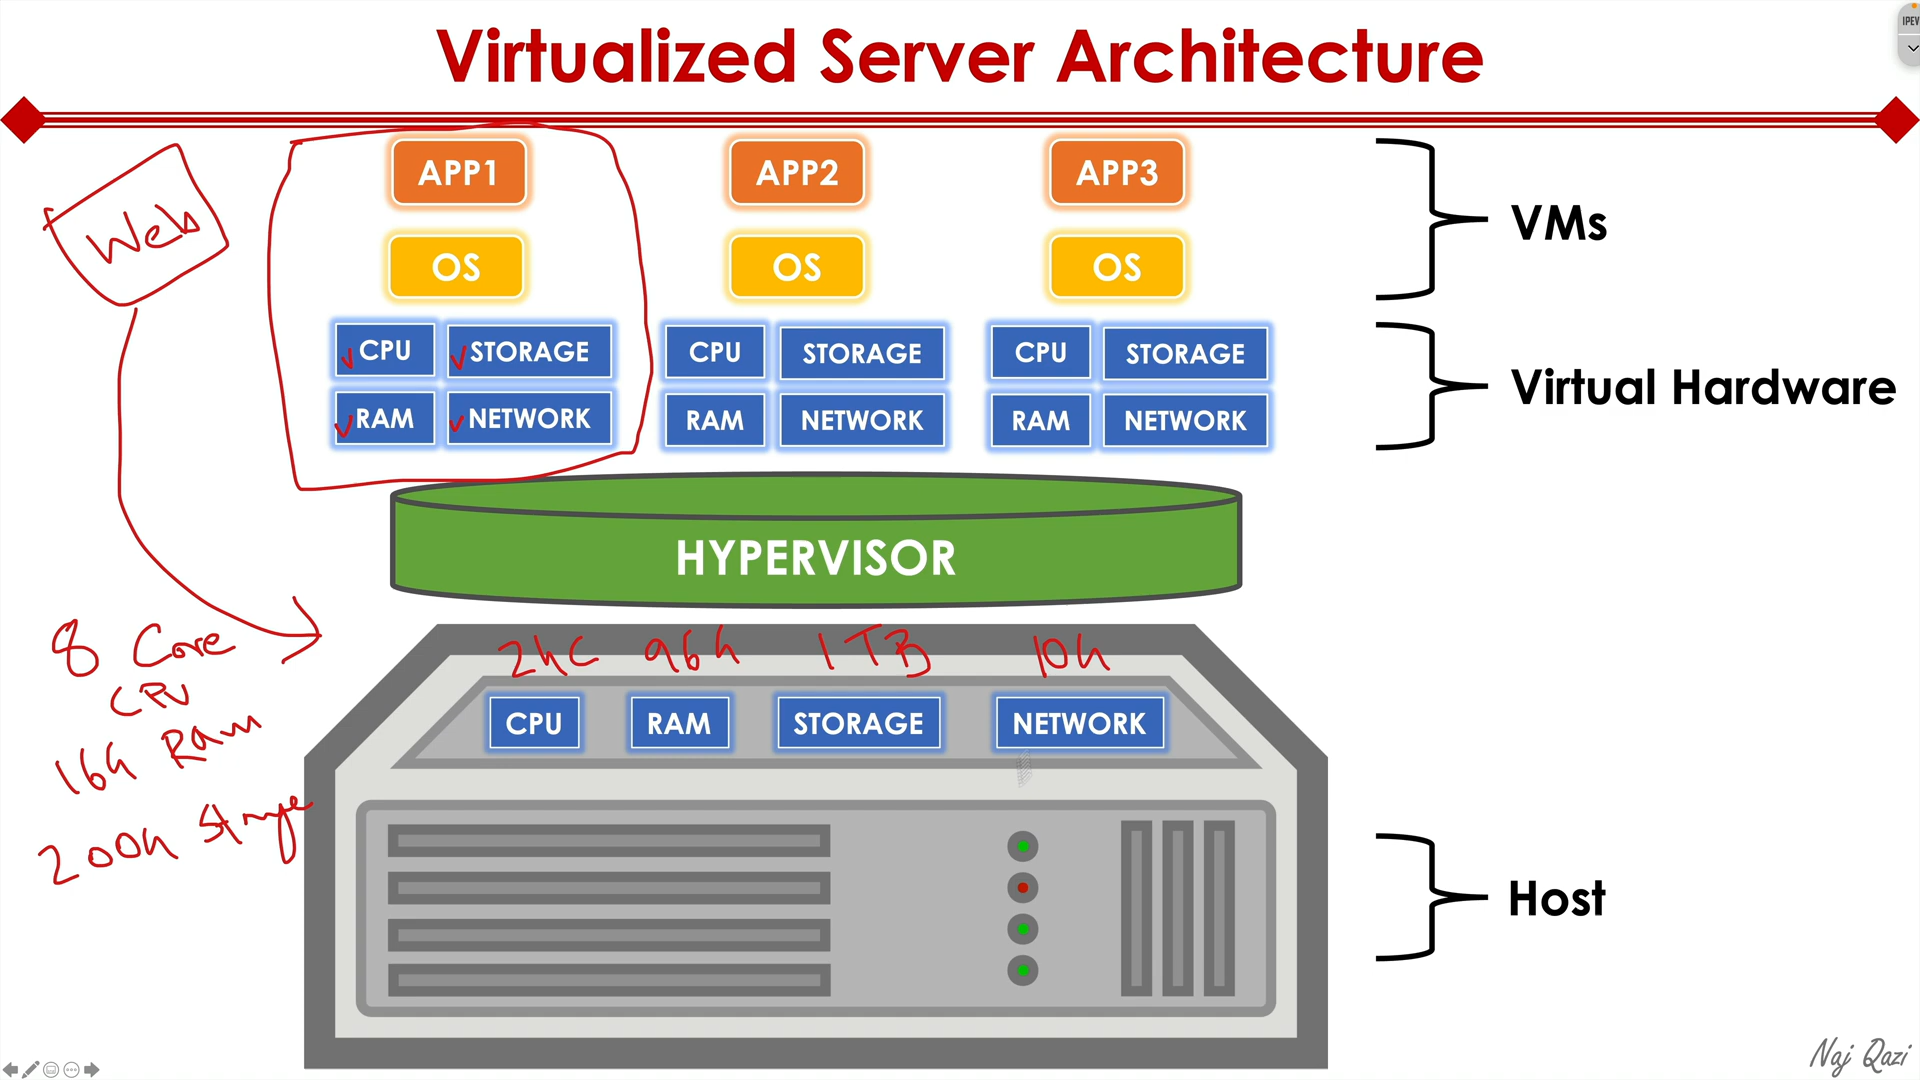 Virtualized Server Architecture
IPEV
Web
APP1 APP2 APP3
OS OS OS
VMs
CPU STORAGE CPU STORAGE CPU STORAGE
RAM NETWORK RAM NETWORK RAM NETWORK
Virtual Hardware
HYPERVISOR
24C 96G 1TB 10G
CPU RAM STORAGE NETWORK
8 Core
CPU
16G Ram
200G Storage
Host
Naj Qazi